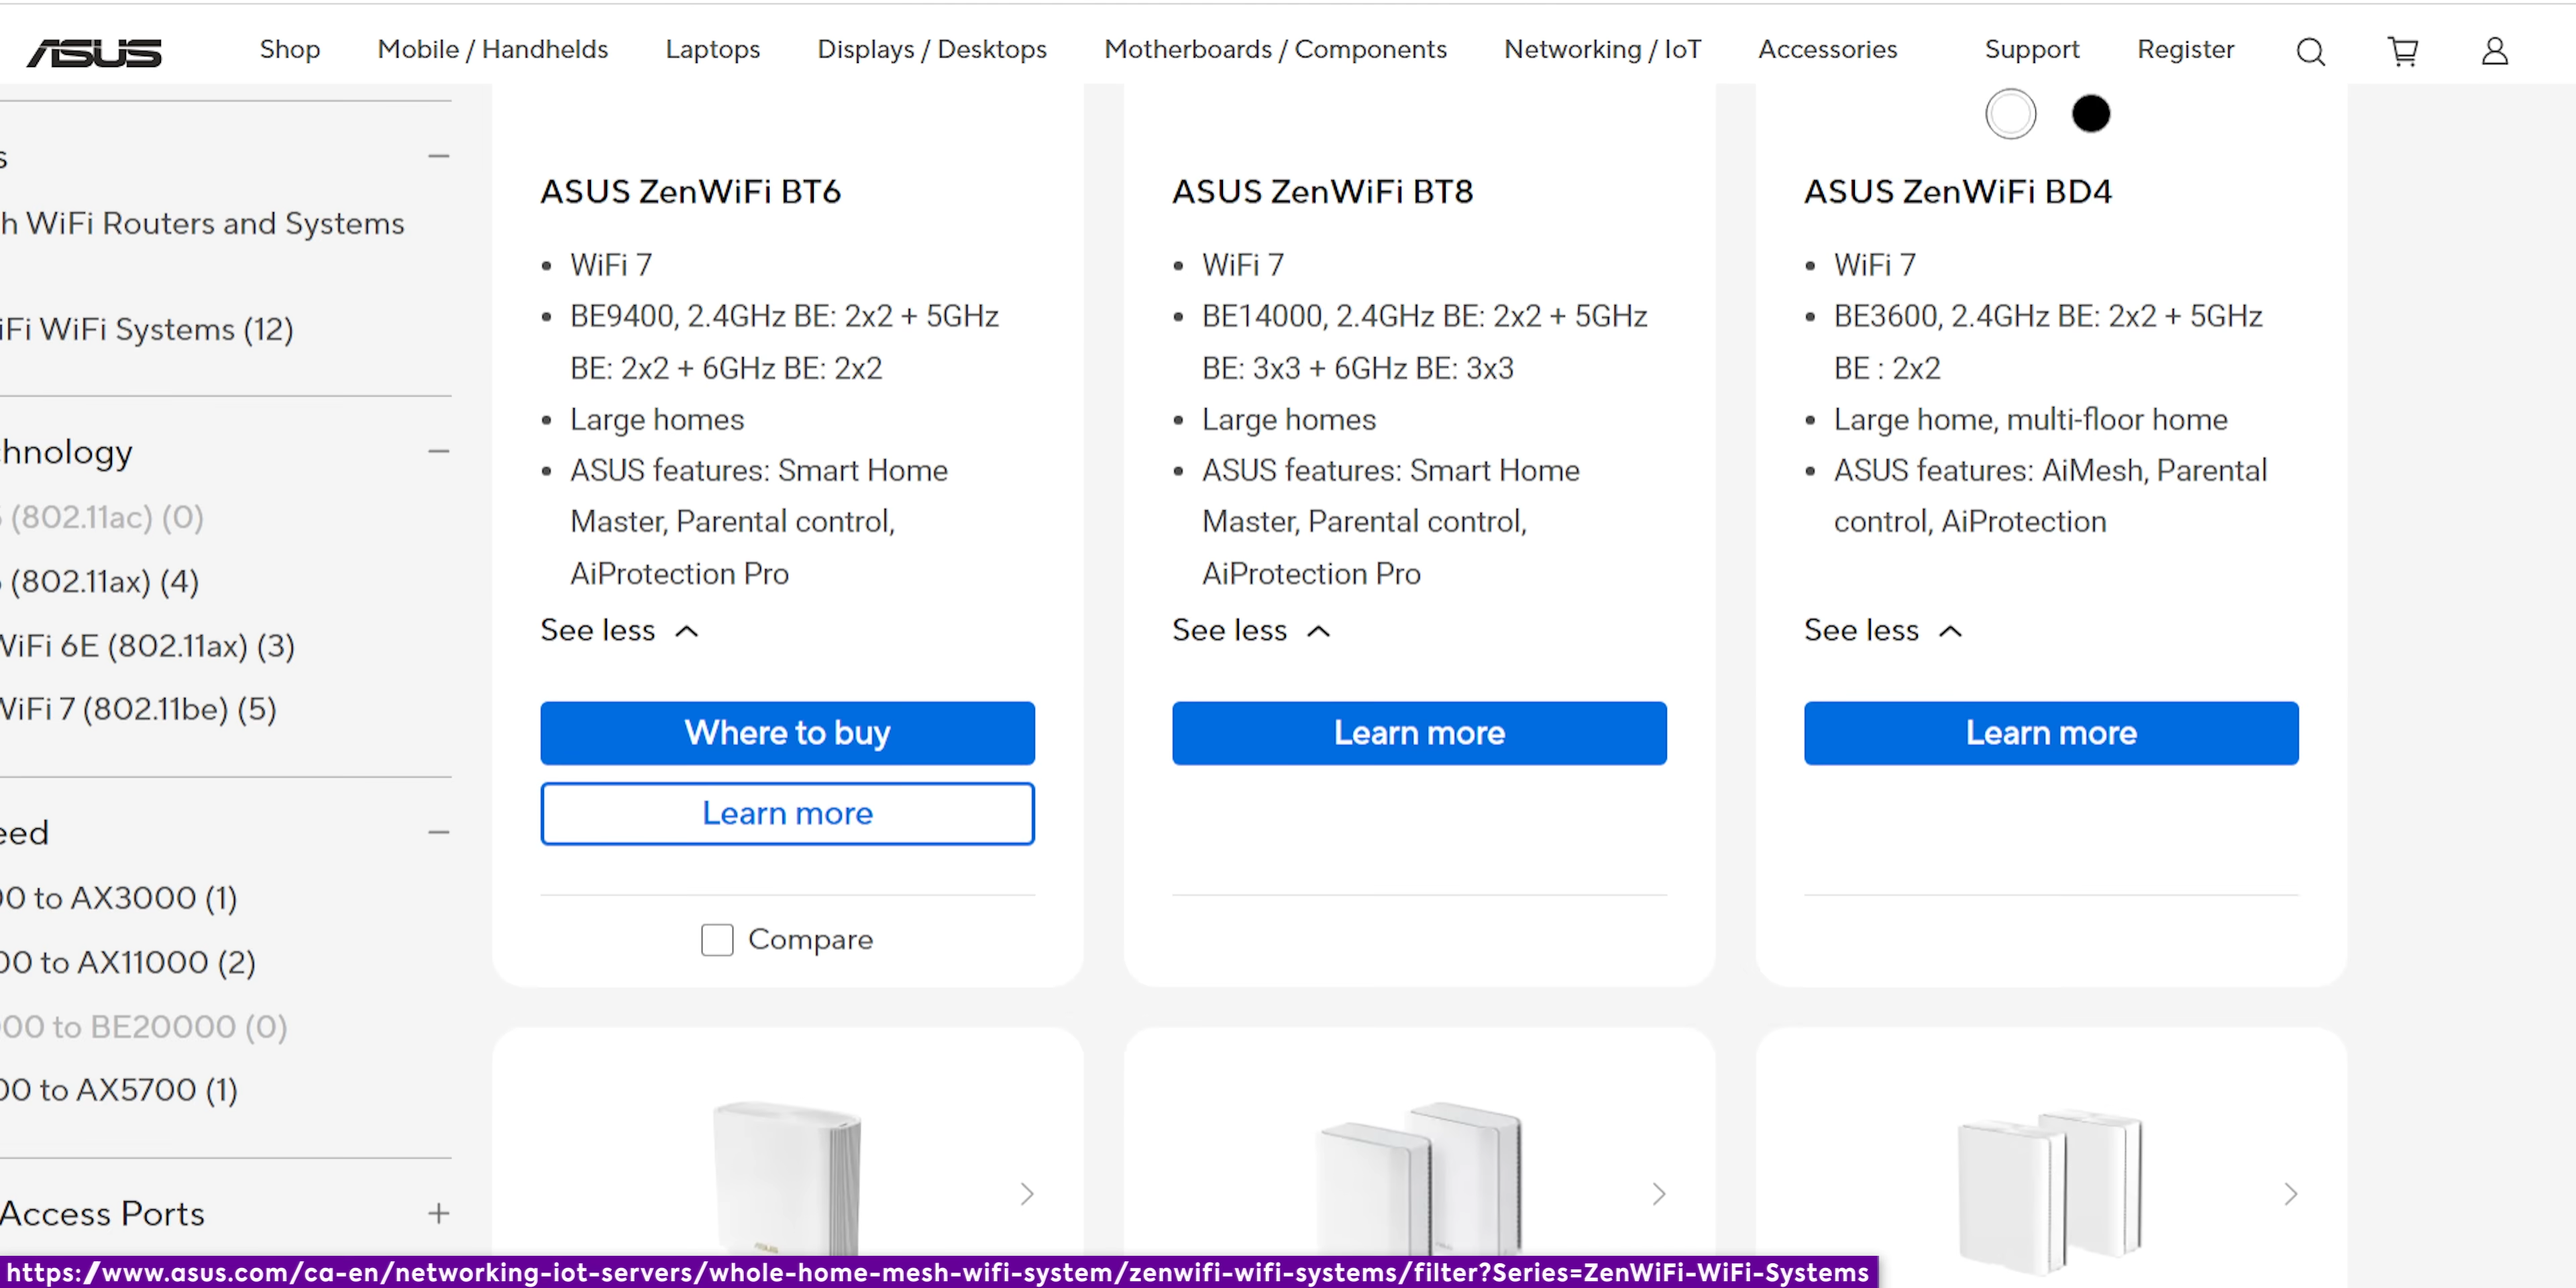 ASUS Shop Mobile / Handhelds Laptops Displays / Desktops Motherboards / Components Networking / IoT Accessories Support Register
s
h WiFi Routers and Systems
iFi WiFi Systems (12)
chnology
(802.11ac) (0)
(802.11ax) (4)
WiFi 6E (802.11ax) (3)
WiFi 7 (802.11be) (5)
eed
00 to AX3000 (1)
00 to AX11000 (2)
000 to BE20000 (0)
00 to AX5700 (1)
Access Ports
ASUS ZenWiFi BT6
• WiFi 7
• BE9400, 2.4GHz BE: 2x2 + 5GHz
BE: 2x2 + 6GHz BE: 2x2
• Large homes
• ASUS features: Smart Home
Master, Parental control,
AiProtection Pro
See less
Where to buy
Learn more
Compare
ASUS ZenWiFi BT8
• WiFi 7
• BE14000, 2.4GHz BE: 2x2 + 5GHz
BE: 3x3 + 6GHz BE: 3x3
• Large homes
• ASUS features: Smart Home
Master, Parental control,
AiProtection Pro
See less
Learn more
ASUS ZenWiFi BD4
• WiFi 7
• BE3600, 2.4GHz BE: 2x2 + 5GHz
BE : 2x2
• Large home, multi-floor home
• ASUS features: AiMesh, Parental
control, AiProtection
See less
Learn more
https://www.asus.com/ca-en/networking-iot-servers/whole-home-mesh-wifi-system/zenwifi-wifi-systems/filter?Series=ZenWiFi-WiFi-Systems